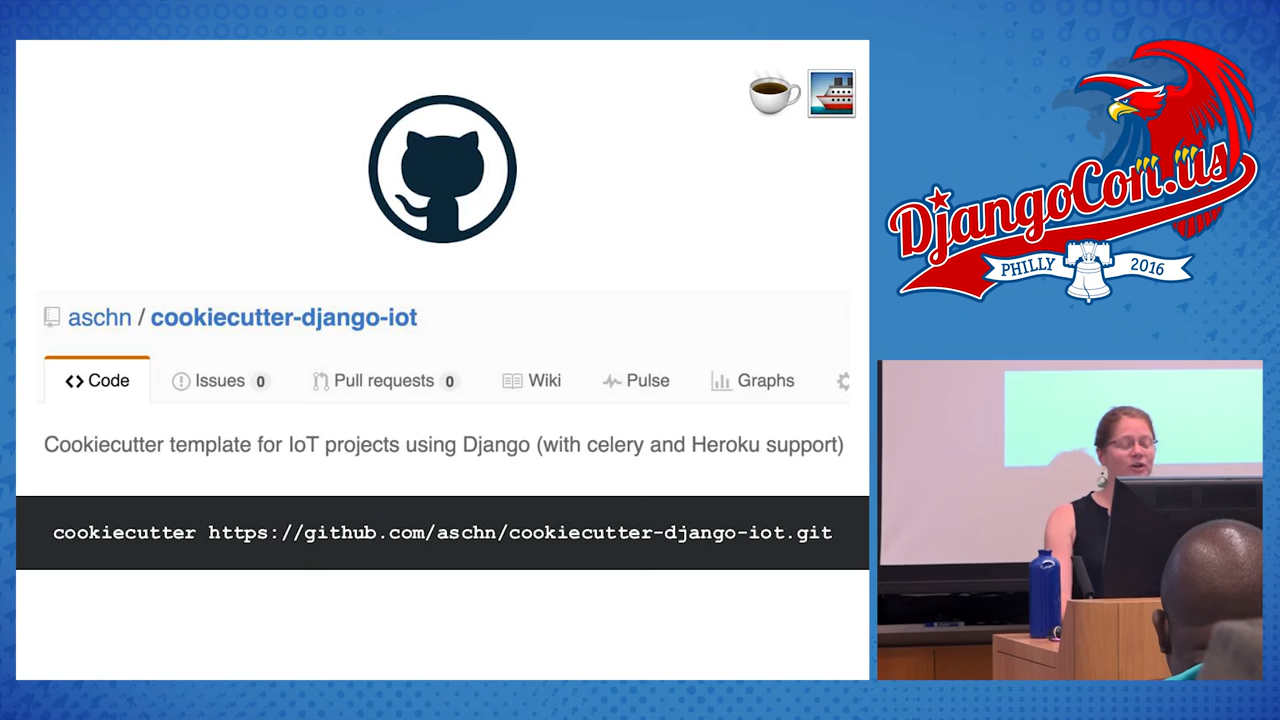 aschn / cookiecutter-django-iot
Code Issues 0 Pull requests 0 Wiki Pulse Graphs
Cookiecutter template for IoT projects using Django (with celery and Heroku support)
cookiecutter https://github.com/aschn/cookiecutter-django-iot.git
DjangoCon.us
PHILLY 2016